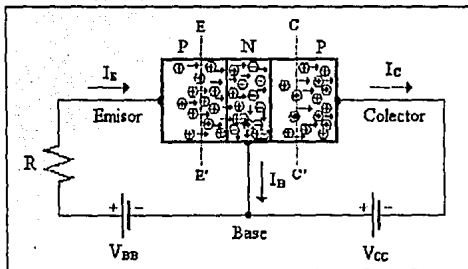 E C
P N P
I_E I_C
Emisor Colector
R
E' C'
I_B
+ - Base + -
V_BB V_CC